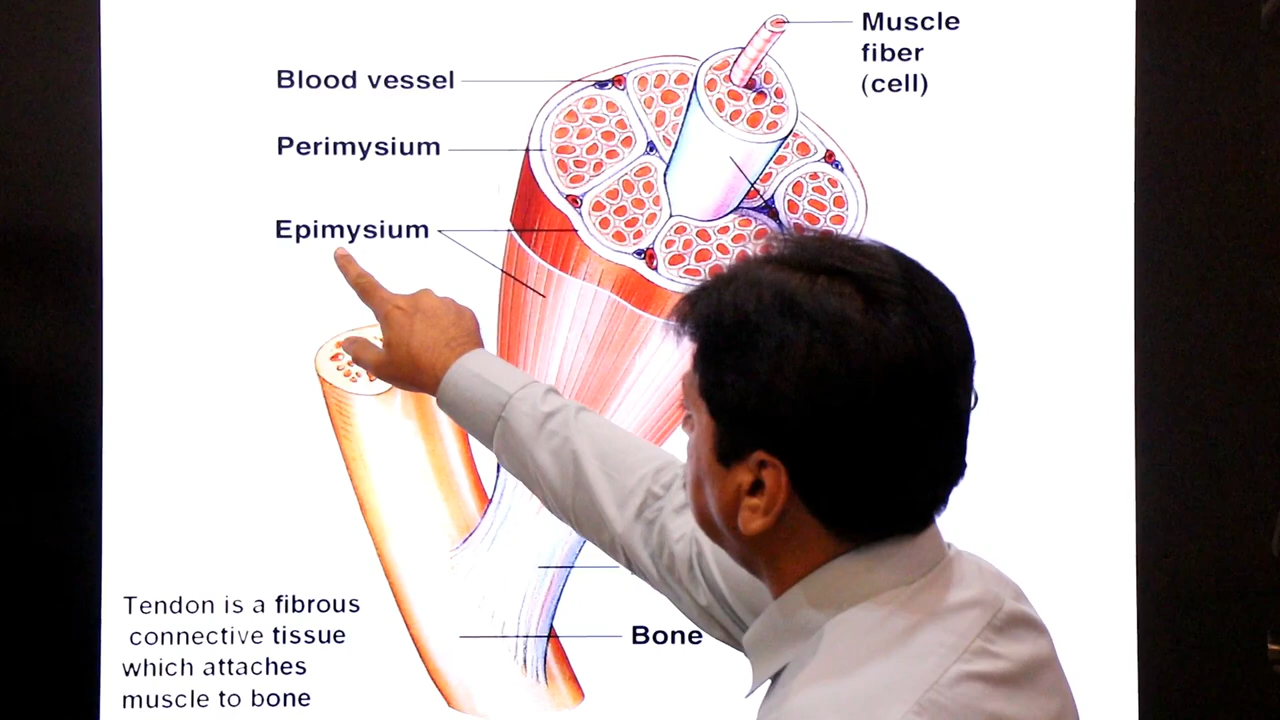 Muscle
fiber
(cell)
Blood vessel
Perimysium
Epimysium
Bone
Tendon is a fibrous
connective tissue
which attaches
muscle to bone